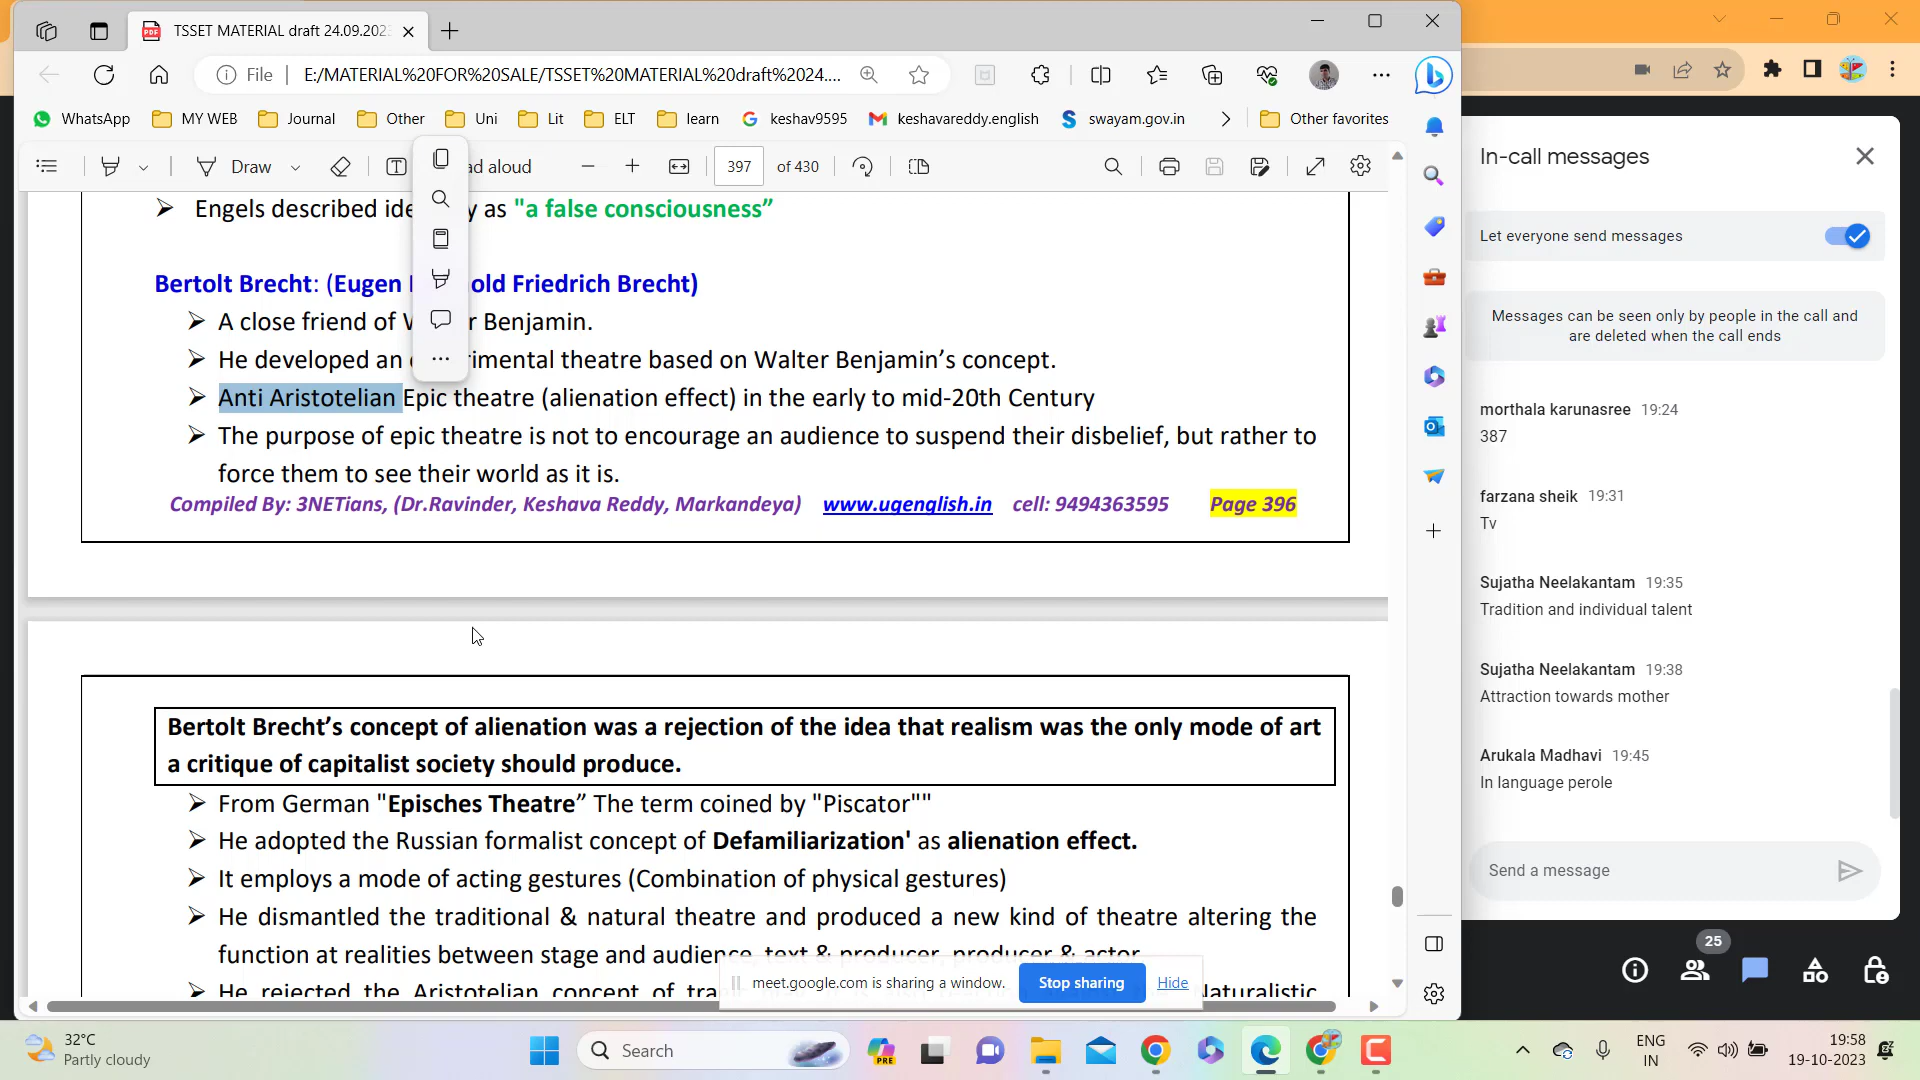 TSSET MATERIAL draft 24.09.202
File
E:/MATERIAL%20FOR%20SALE/TSSET%20MATERIAL%20draft%2024....
WhatsApp
MY WEB
Journal
Other
Uni
Lit
ELT
learn
keshav9595
keshavareddy.english
swayam.gov.in
Other favorites
Draw
ad aloud
397
of 430
Engels described ide y as "a false consciousness”
Bertolt Brecht: (Eugen old Friedrich Brecht)
A close friend of r Benjamin.
He developed an rimental theatre based on Walter Benjamin’s concept.
Anti Aristotelian Epic theatre (alienation effect) in the early to mid-20th Century
The purpose of epic theatre is not to encourage an audience to suspend their disbelief, but rather to
force them to see their world as it is.
Compiled By: 3NETians, (Dr.Ravinder, Keshava Reddy, Markandeya) www.ugenglish.in cell: 9494363595 Page 396
Bertolt Brecht’s concept of alienation was a rejection of the idea that realism was the only mode of art
a critique of capitalist society should produce.
From German "Episches Theatre” The term coined by "Piscator""
He adopted the Russian formalist concept of Defamiliarization' as alienation effect.
It employs a mode of acting gestures (Combination of physical gestures)
He dismantled the traditional & natural theatre and produced a new kind of theatre altering the
function at realities between stage and audience, text & producer, producer & actor
He rejected the Aristotelian concept of Naturalistic
meet.google.com is sharing a window.
Stop sharing
Hide
In-call messages
Let everyone send messages
Messages can be seen only by people in the call and
are deleted when the call ends
morthala karunasree 19:24
387
farzana sheik 19:31
Tv
Sujatha Neelakantam 19:35
Tradition and individual talent
Sujatha Neelakantam 19:38
Attraction towards mother
Arukala Madhavi 19:45
In language perole
Send a message
25
32°C
Partly cloudy
Search
PRE
ENG
IN
19:58
19-10-2023